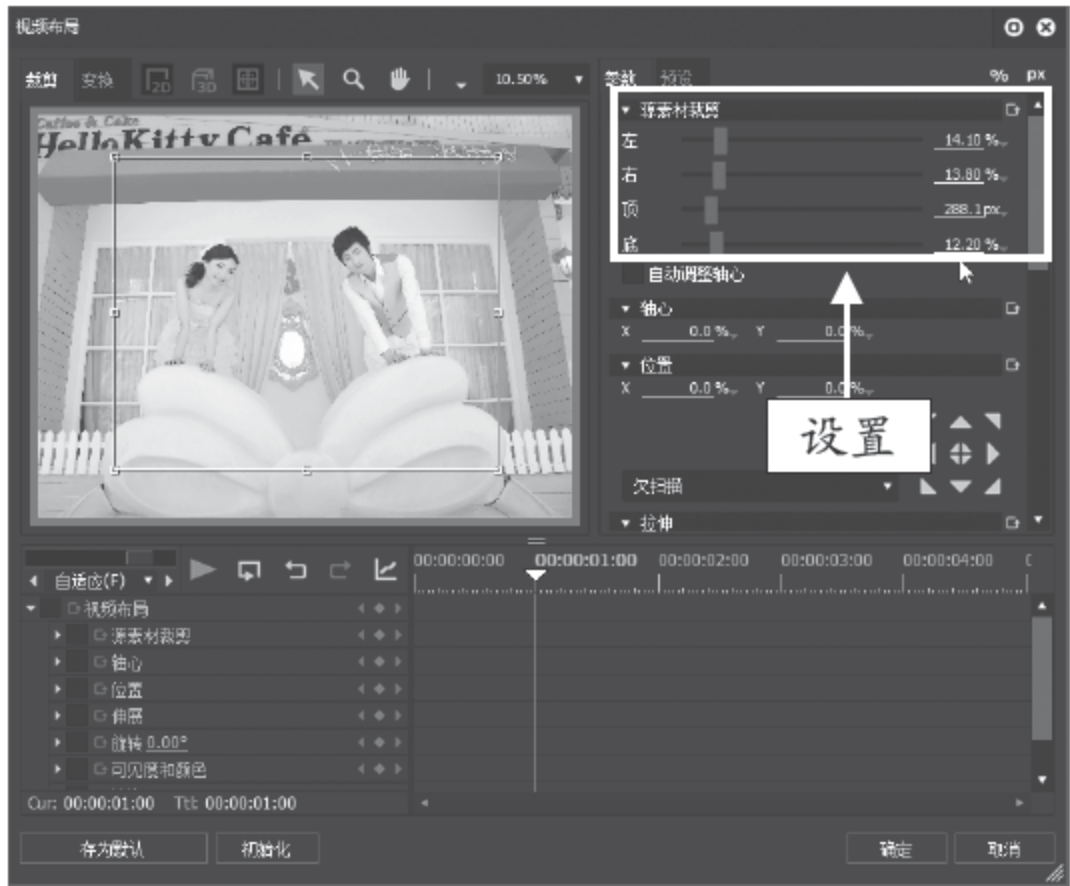 视频布局
裁剪 变换 2D 3D 10.50%
参数 预设 % px
Coffee & Cake
HelloKitty Cafe
源素材裁剪
左 14.10 %
右 13.80 %
顶 288.1px
底 12.20 %
自动调整轴心
轴心
X 0.0 % Y 0.0 %
位置
X 0.0 % Y 0.0 %
设置
欠扫描
拉伸
自适应(F)
00:00:00:00 00:00:01:00 00:00:02:00 00:00:03:00 00:00:04:00
视频布局
源素材裁剪
轴心
位置
伸展
旋转 0.00°
可见度和颜色
Cur: 00:00:01:00 Ttl: 00:00:01:00
存为默认 初始化 确定 取消